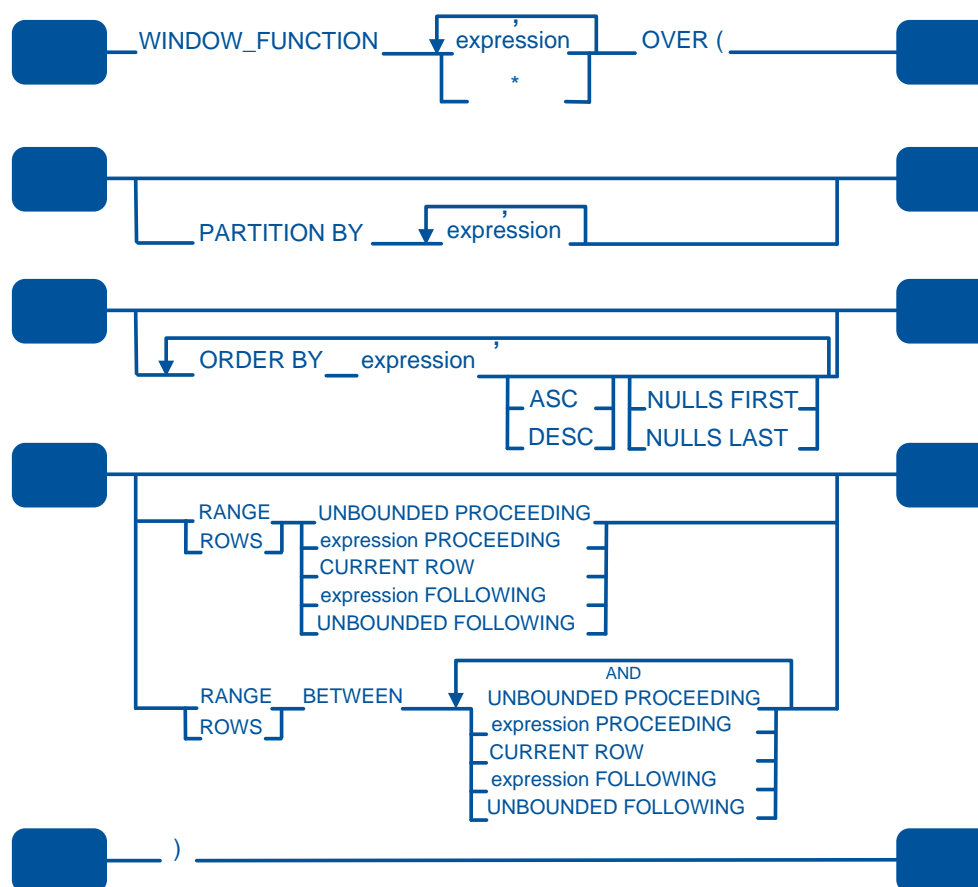 ,
WINDOW_FUNCTION expression OVER (
*
,
PARTITION BY expression
,
ORDER BY expression
ASC NULLS FIRST
DESC NULLS LAST
RANGE UNBOUNDED PROCEEDING
ROWS expression PROCEEDING
CURRENT ROW
expression FOLLOWING
UNBOUNDED FOLLOWING
AND
RANGE BETWEEN UNBOUNDED PROCEEDING
ROWS expression PROCEEDING
CURRENT ROW
expression FOLLOWING
UNBOUNDED FOLLOWING
)